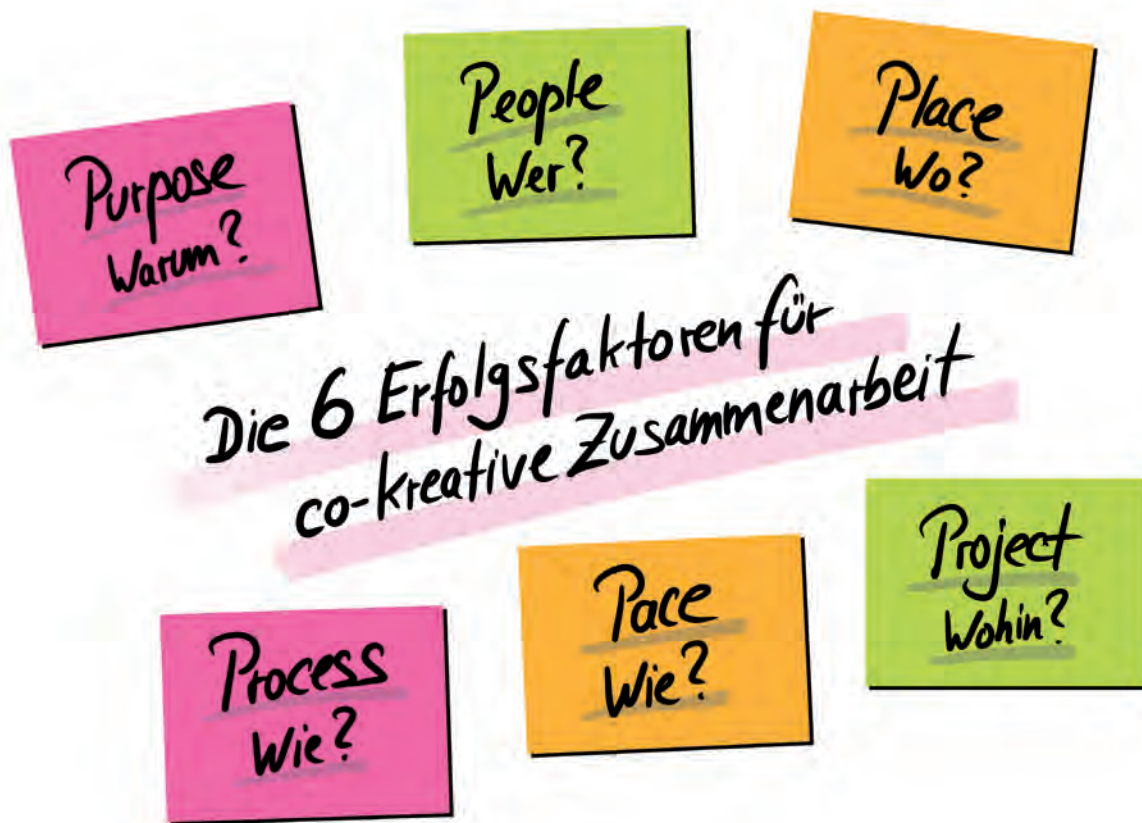 Purpose
Warum?
People
Wer?
Place
Wo?
Die 6 Erfolgsfaktoren für
co-kreative Zusammenarbeit
Process
Wie?
Pace
Wie?
Project
Wohin?